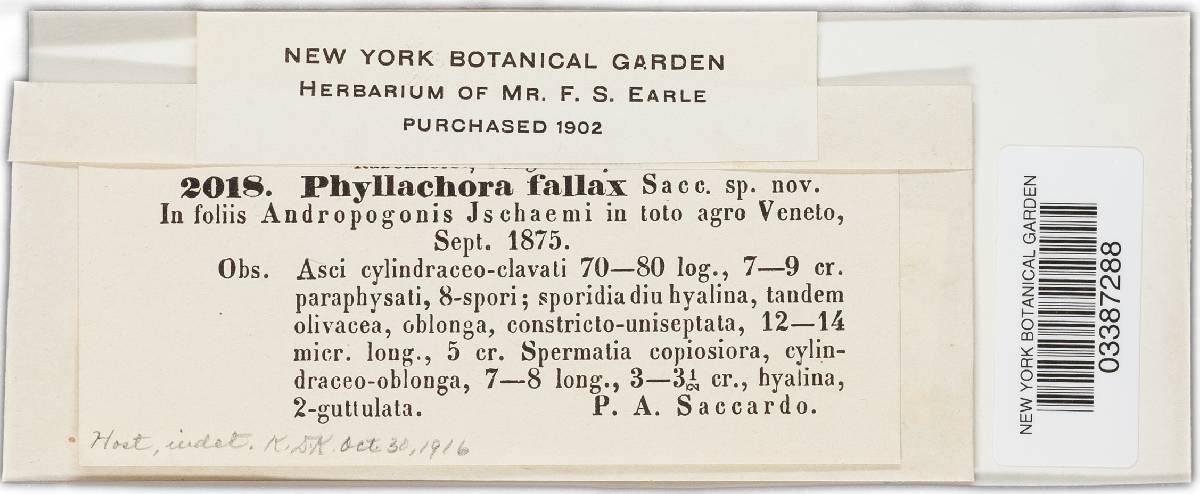 NEW YORK BOTANICAL GARDEN
HERBARIUM OF MR. F. S. EARLE
PURCHASED 1902
2018. Phyllachora fallax Sacc. sp. nov.
In foliis Andropogonis Jschaemi in toto agro Veneto,
Sept. 1875.
Obs. Asci cylindraceo-clavati 70—80 log., 7—9 cr.
paraphysati, 8-spori; sporidia diu hyalina, tandem
olivacea, oblonga, constricto-uniseptata, 12—14
micr. long., 5 cr. Spermatia copiosiora, cylin-
draceo-oblonga, 7—8 long., 3—3½ cr., hyalina,
2-guttulata. P. A. Saccardo.
Host, indet. K.D.K. Oct 30, 1916
NEW YORK BOTANICAL GARDEN
03387288